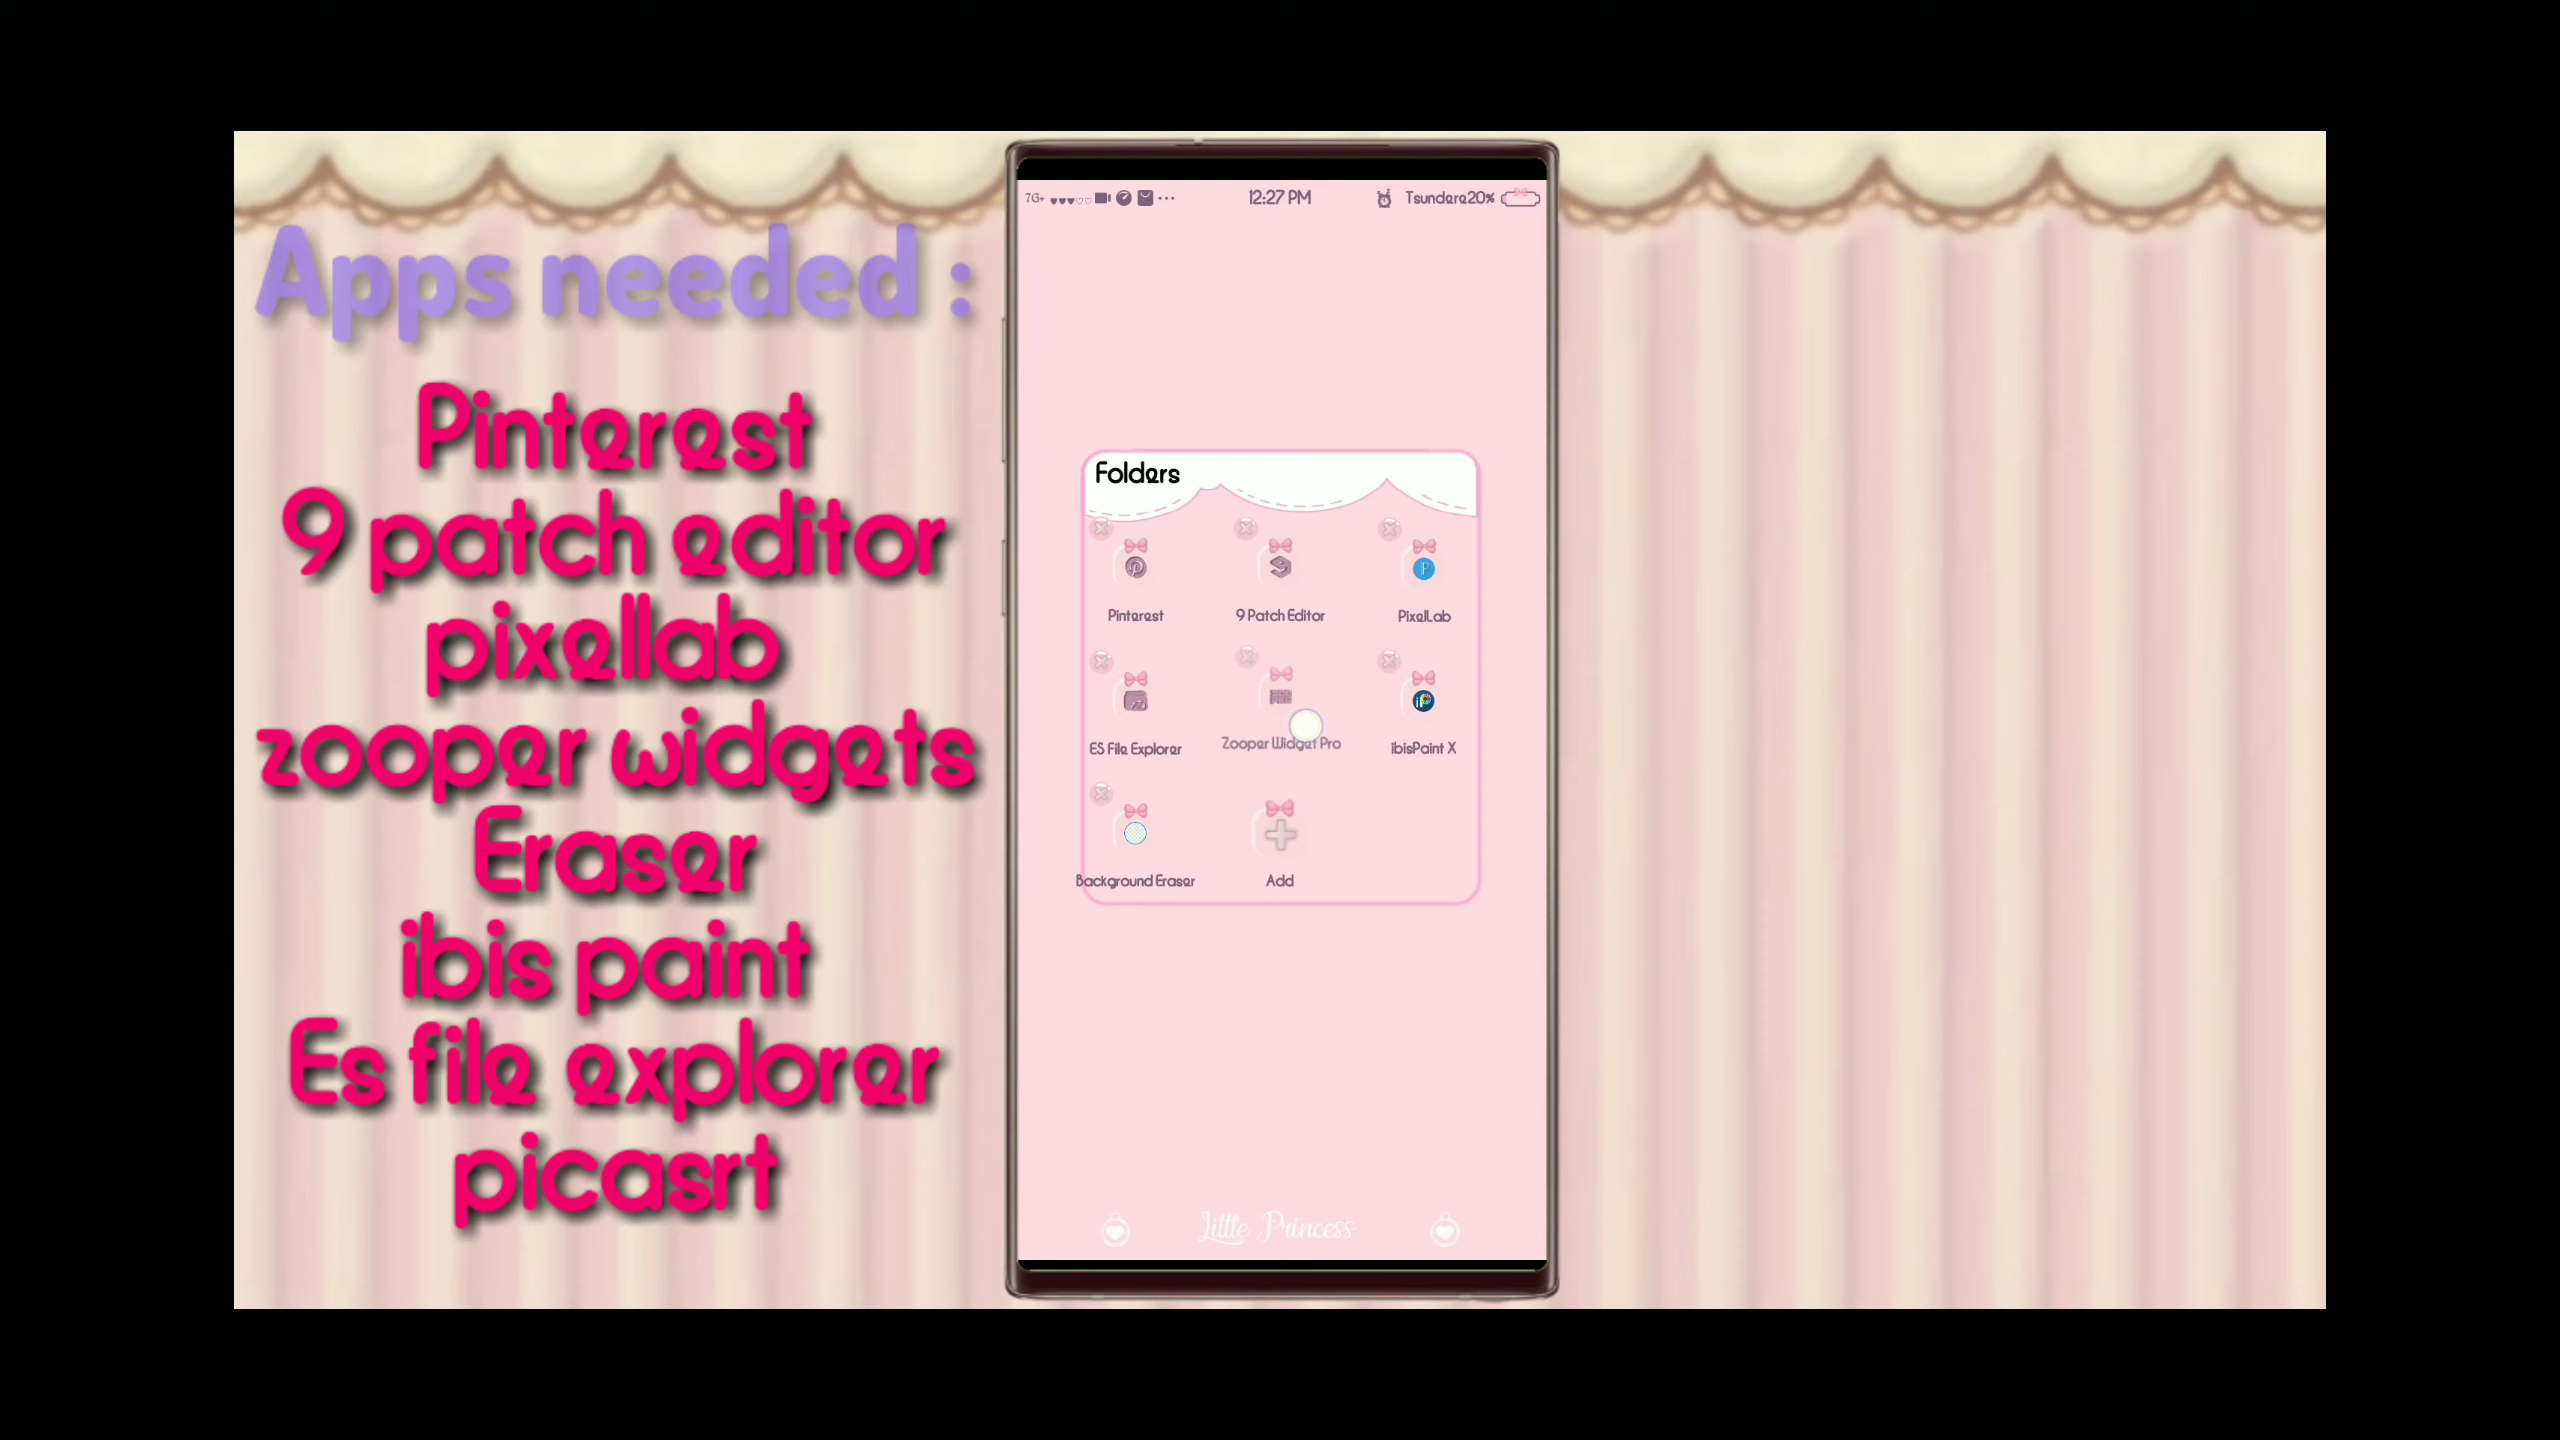 Apps needed :
Pinterest
9 patch editor
pixellab
zooper widgets
Eraser
ibis paint
Es file explorer
picasrt
7G+ 12:27 PM Tsundere20%
Folders
Pinterest 9 Patch Editor PixelLab
ES File Explorer Zooper Widget Pro ibisPaint X
Background Eraser Add
Little Princess